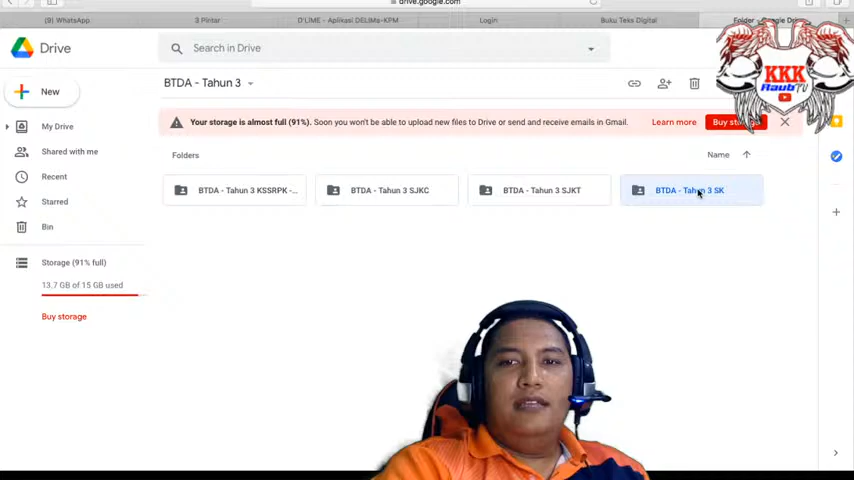 drive.google.com
(9) WhatsApp
3 Pintar
D'LIME - Aplikasi DELIMa-KPM
Login
Buku Teks Digital
Folder - Google Drive
Drive
Search in Drive
KKK
RaubTV
New
BTDA - Tahun 3
Your storage is almost full (91%). Soon you won't be able to upload new files to Drive or send and receive emails in Gmail.
Learn more
Buy storage
My Drive
Shared with me
Recent
Starred
Bin
Storage (91% full)
13.7 GB of 15 GB used
Buy storage
Folders
Name
BTDA - Tahun 3 KSSRPK -...
BTDA - Tahun 3 SJKC
BTDA - Tahun 3 SJKT
BTDA - Tahun 3 SK